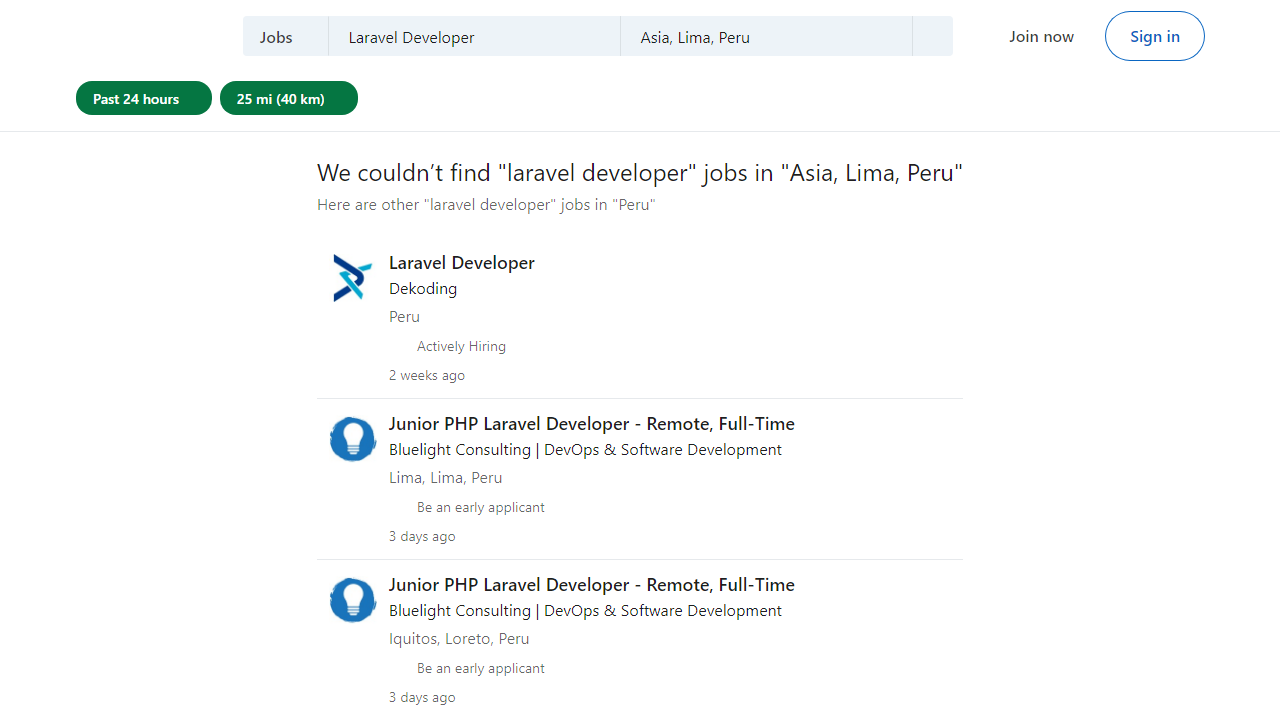 Jobs
Laravel Developer
Asia, Lima, Peru
Join now
Sign in
Past 24 hours
25 mi (40 km)
We couldn’t find "laravel developer" jobs in "Asia, Lima, Peru"
Here are other "laravel developer" jobs in "Peru"
Laravel Developer
Dekoding
Peru
Actively Hiring
2 weeks ago
Junior PHP Laravel Developer - Remote, Full-Time
Bluelight Consulting | DevOps & Software Development
Lima, Lima, Peru
Be an early applicant
3 days ago
Junior PHP Laravel Developer - Remote, Full-Time
Bluelight Consulting | DevOps & Software Development
Iquitos, Loreto, Peru
Be an early applicant
3 days ago